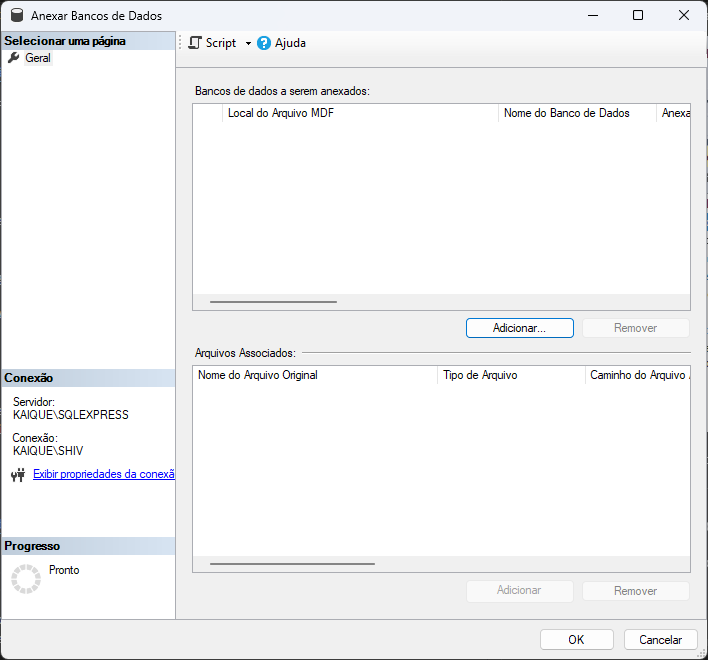 Anexar Bancos de Dados
Selecionar uma página
Geral
Script
Ajuda
Bancos de dados a serem anexados:
Local do Arquivo MDF
Nome do Banco de Dados
Anexa
Adicionar...
Remover
Arquivos Associados:
Nome do Arquivo Original
Tipo de Arquivo
Caminho do Arquivo
Adicionar
Remover
Conexão
Servidor:
KAIQUE\SQLEXPRESS
Conexão:
KAIQUE\SHIV
Exibir propriedades da conexã
Progresso
Pronto
OK
Cancelar